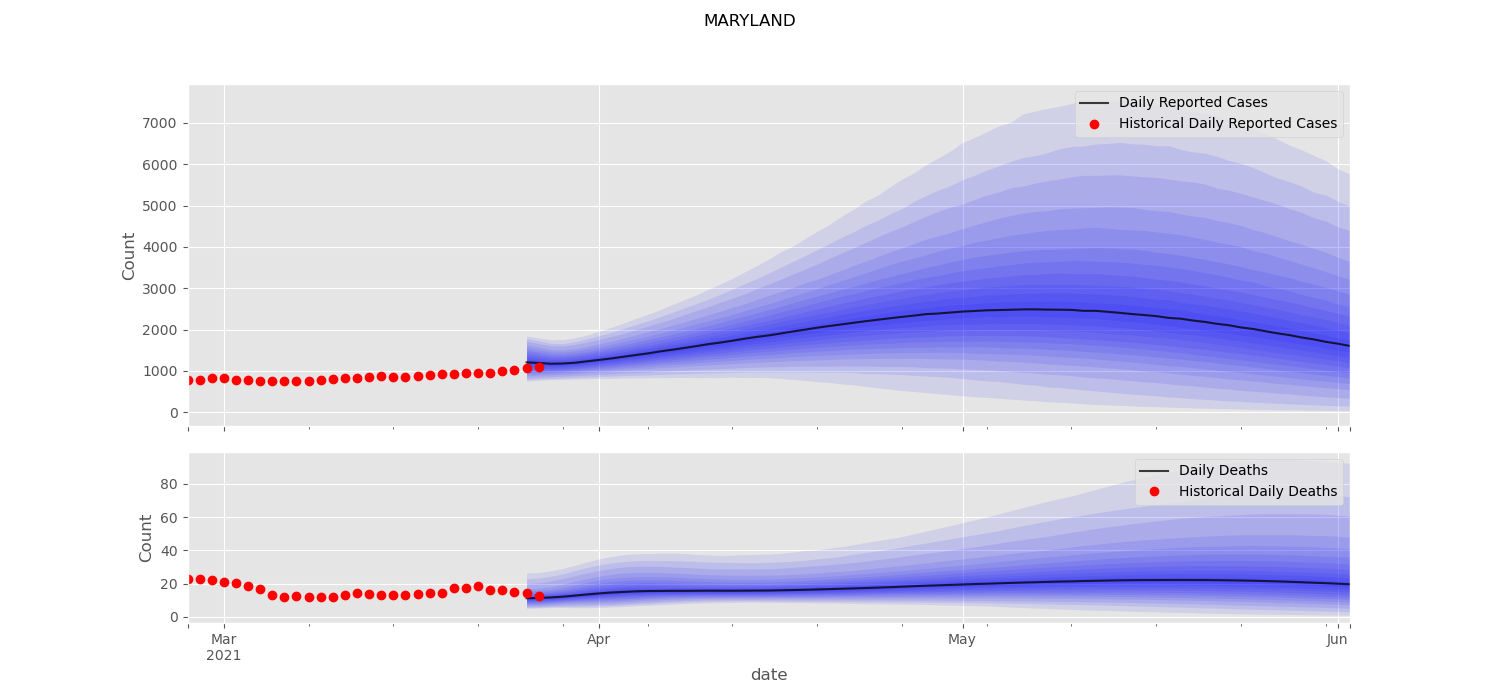 MARYLAND
Daily Reported Cases
Historical Daily Reported Cases
7000
6000
5000
4000
3000
2000
1000
0
Count
Daily Deaths
Historical Daily Deaths
80
60
40
20
0
Count
Mar Apr May Jun
2021
date